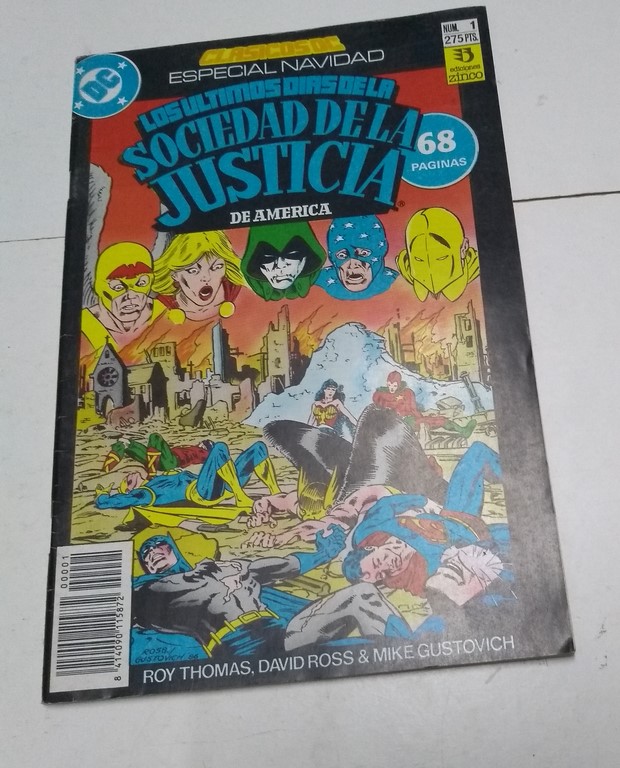 DC
CLASICOS DC
ESPECIAL NAVIDAD
NUM. 1
275 PTS.
ediciones
zinco
LOS ULTIMOS DIAS DE LA
SOCIEDAD DE LA
JUSTICIA
®
DE AMERICA
68
PAGINAS
00001
8 414090 115872
ROSS
GUSTOVICH 86
ROY THOMAS, DAVID ROSS & MIKE GUSTOVICH